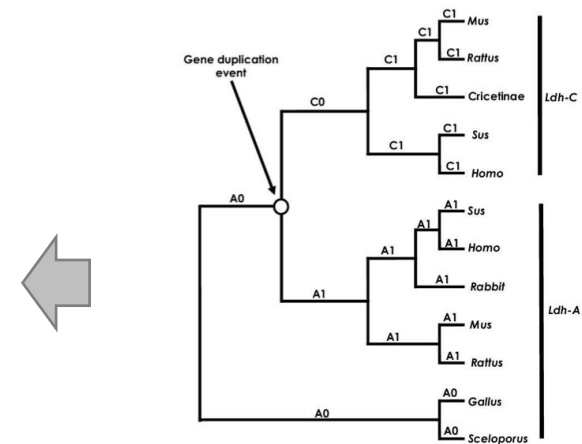 C1
Mus
C1
C1
Rattus
C1
C1
Cricetinae
Ldh-C
Gene duplication
event
C0
C1
Sus
C1
C1
Homo
A0
A1
Sus
A1
A1
Homo
A1
A1
Rabbit
A1
Ldh-A
A1
Mus
A1
A1
Rattus
A0
Gallus
A0
A0
Sceloporus